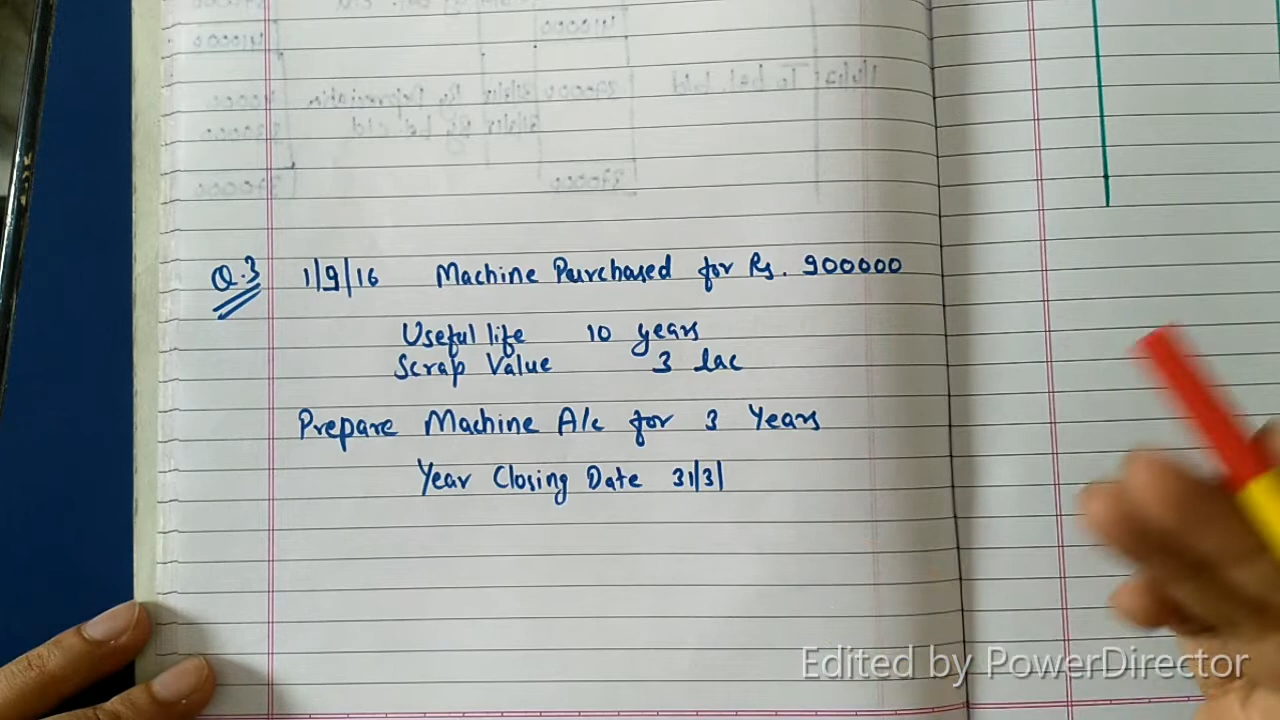 Q.3 1/9/16 Machine Purchased for Rs. 900000
Useful life 10 years
Scrap Value 3 lac
Prepare Machine A/c for 3 Years
Year Closing Date 31/3/
Edited by PowerDirector